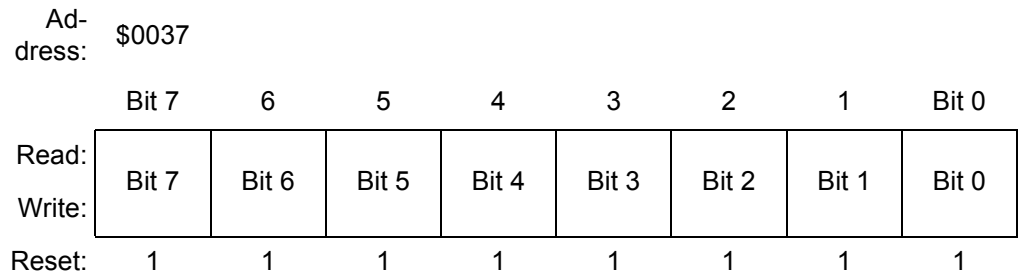 Ad-
dress: $0037
Bit 7 6 5 4 3 2 1 Bit 0
Read:
Bit 7 Bit 6 Bit 5 Bit 4 Bit 3 Bit 2 Bit 1 Bit 0
Write:
Reset: 1 1 1 1 1 1 1 1